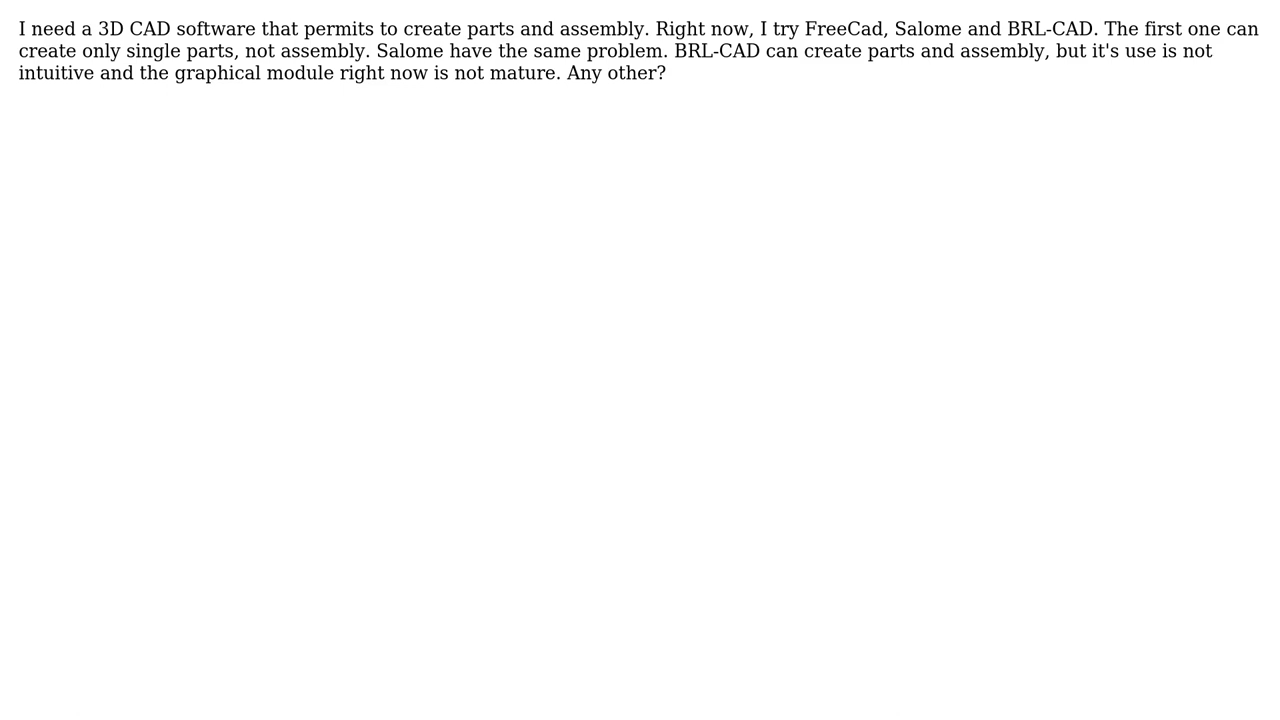 I need a 3D CAD software that permits to create parts and assembly. Right now, I try FreeCad, Salome and BRL-CAD. The first one can
create only single parts, not assembly. Salome have the same problem. BRL-CAD can create parts and assembly, but it's use is not
intuitive and the graphical module right now is not mature. Any other?